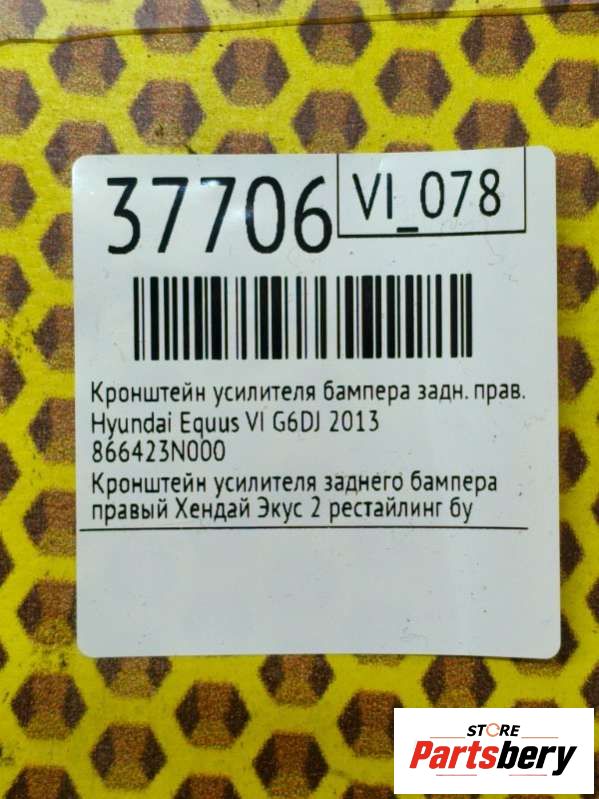 37706
VI_078
Кронштейн усилителя бампера задн. прав.
Hyundai Equus VI G6DJ 2013
866423N000
Кронштейн усилителя заднего бампера
правый Хендай Экус 2 рестайлинг бу
STORE
Partsbery